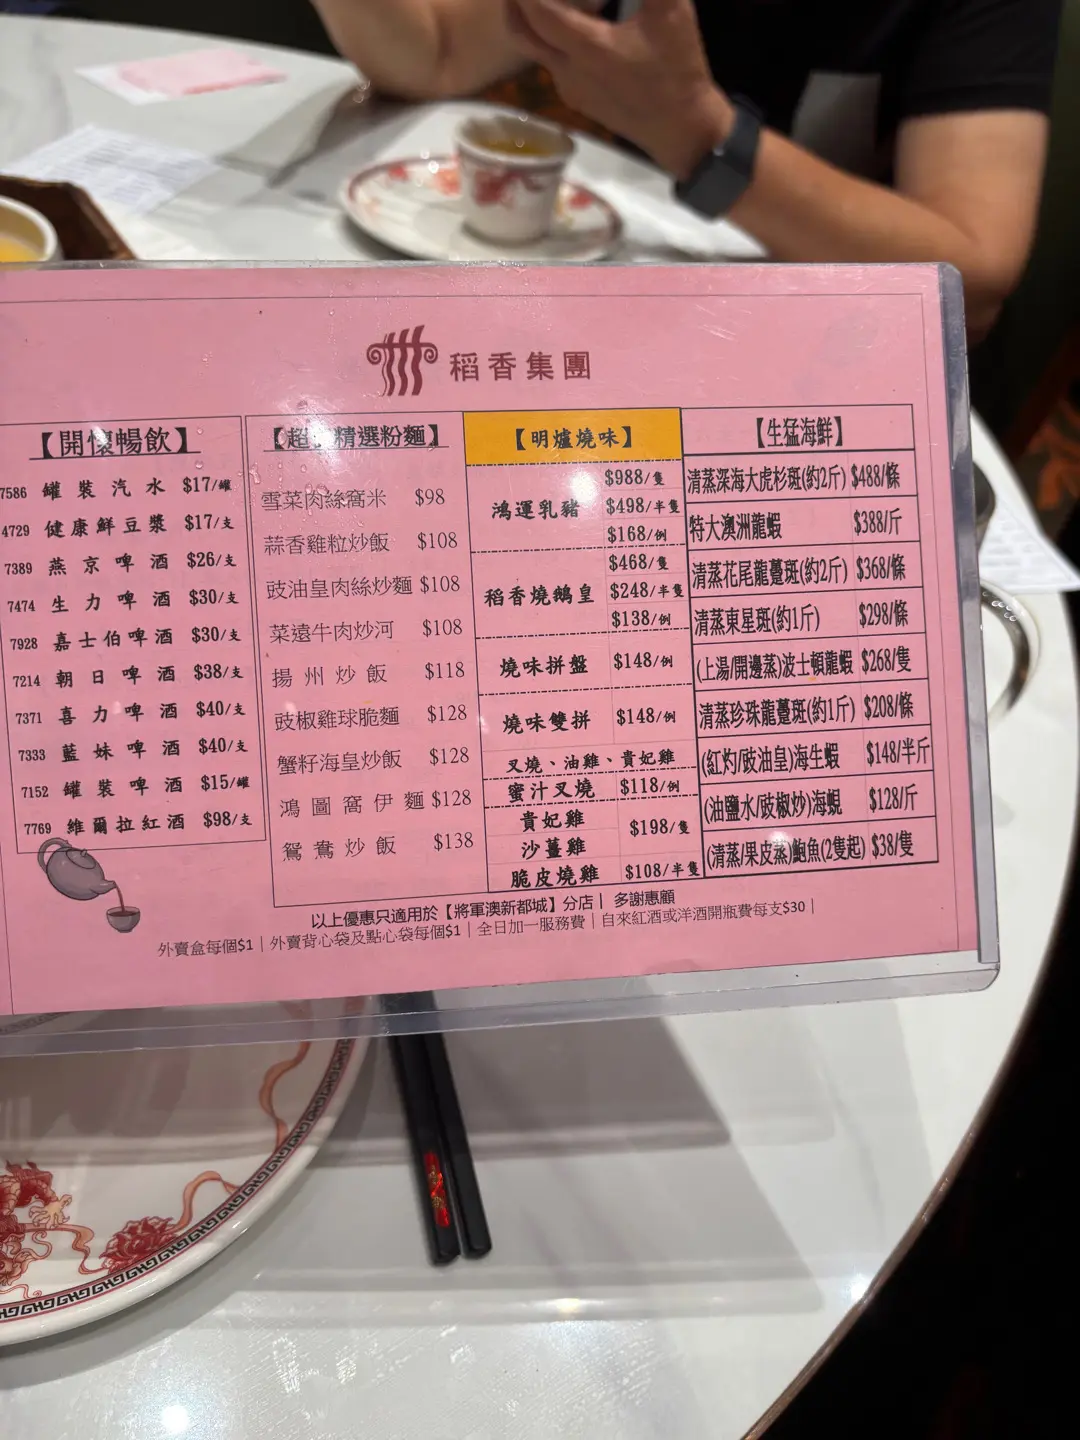 稻香集團
【開懷暢飲】
7586 罐裝汽水 $17/罐
4729 健康鮮豆漿 $17/支
7389 燕京啤酒 $26/支
7474 生力啤酒 $30/支
7928 嘉士伯啤酒 $30/支
7214 朝日啤酒 $38/支
7371 喜力啤酒 $40/支
7333 藍妹啤酒 $40/支
7152 罐裝啤酒 $15/罐
7769 維爾拉紅酒 $98/支
【超 精選粉麵】
雪菜肉絲窩米 $98
蒜香雞粒炒飯 $108
豉油皇肉絲炒麵 $108
菜遠牛肉炒河 $108
揚州炒飯 $118
豉椒雞球脆麵 $128
蟹籽海皇炒飯 $128
鴻圖窩伊麵 $128
鴛鴦炒飯 $138
【明爐燒味】
$988/隻
鴻運乳豬 $498/半隻
$168/例
$468/隻
稻香燒鵝皇 $248/半隻
$138/例
燒味拼盤 $148/例
燒味雙拼 $148/例
叉燒、油雞、貴妃雞
蜜汁叉燒 $118/例
貴妃雞
$198/隻
沙薑雞
脆皮燒雞 $108/半隻
【生猛海鮮】
清蒸深海大虎杉斑(約2斤) $488/條
特大澳洲龍蝦 $388/斤
清蒸花尾龍躉斑(約2斤) $368/條
清蒸東星斑(約1斤) $298/條
(上湯/開邊蒸)波士頓龍蝦 $268/隻
清蒸珍珠龍躉斑(約1斤) $208/條
(紅灼/豉油皇)海生蝦 $148/半斤
(油鹽水/豉椒炒)海蜆 $128/斤
(清蒸/果皮蒸)鮑魚(2隻起) $38/隻
以上優惠只適用於【將軍澳新都城】分店 | 多謝惠顧
外賣盒每個$1 | 外賣背心袋及點心袋每個$1 | 全日加一服務費 | 自來紅酒或洋酒開瓶費每支$30 |